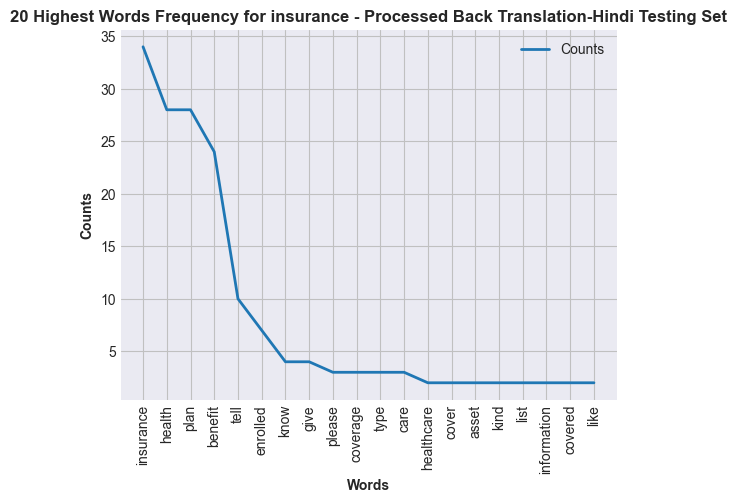 20 Highest Words Frequency for insurance - Processed Back Translation-Hindi Testing Set
Counts
35
30
25
20
15
10
5
Counts
insurance
health
plan
benefit
tell
enrolled
know
give
please
coverage
type
care
healthcare
cover
asset
kind
list
information
covered
like
Words